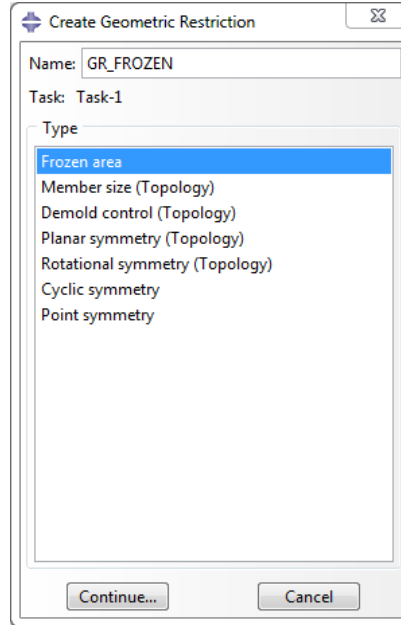 Create Geometric Restriction
Name: GR_FROZEN
Task: Task-1
Type
Frozen area
Member size (Topology)
Demold control (Topology)
Planar symmetry (Topology)
Rotational symmetry (Topology)
Cyclic symmetry
Point symmetry
Continue... Cancel